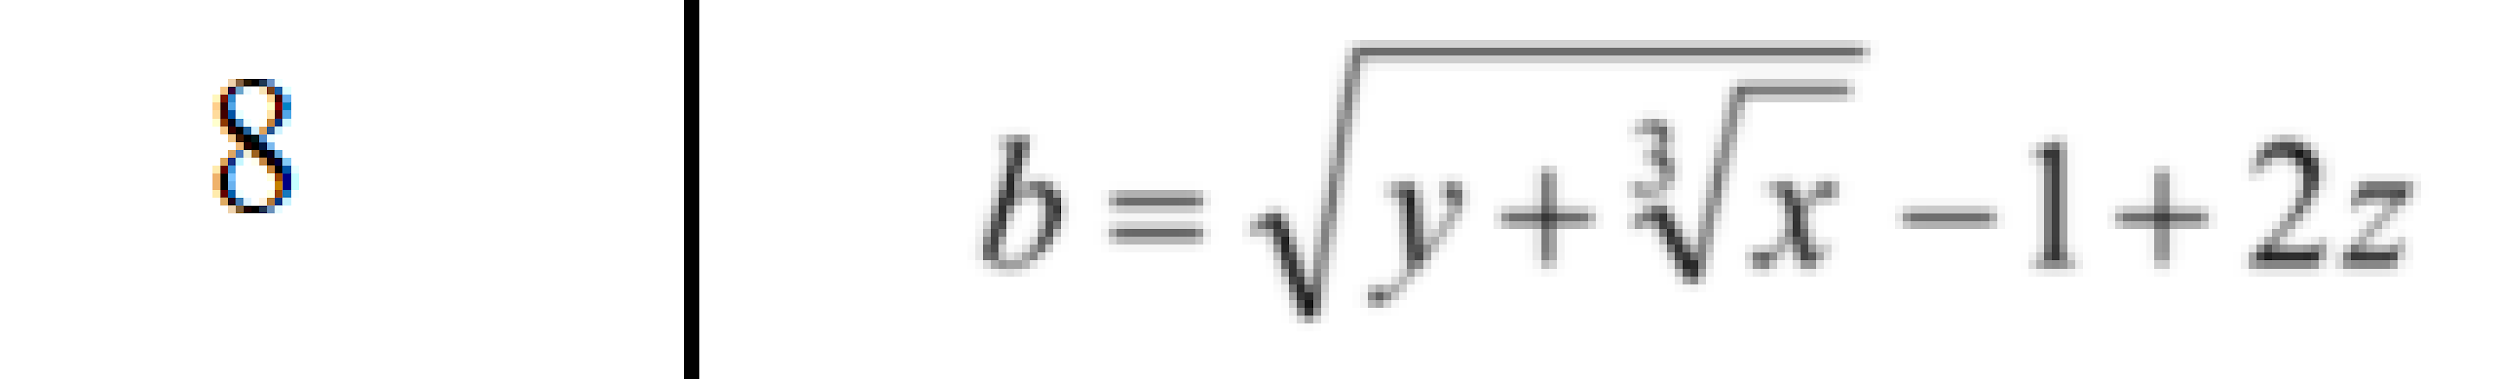 8
b = √(y + ∛x) − 1 + 2z